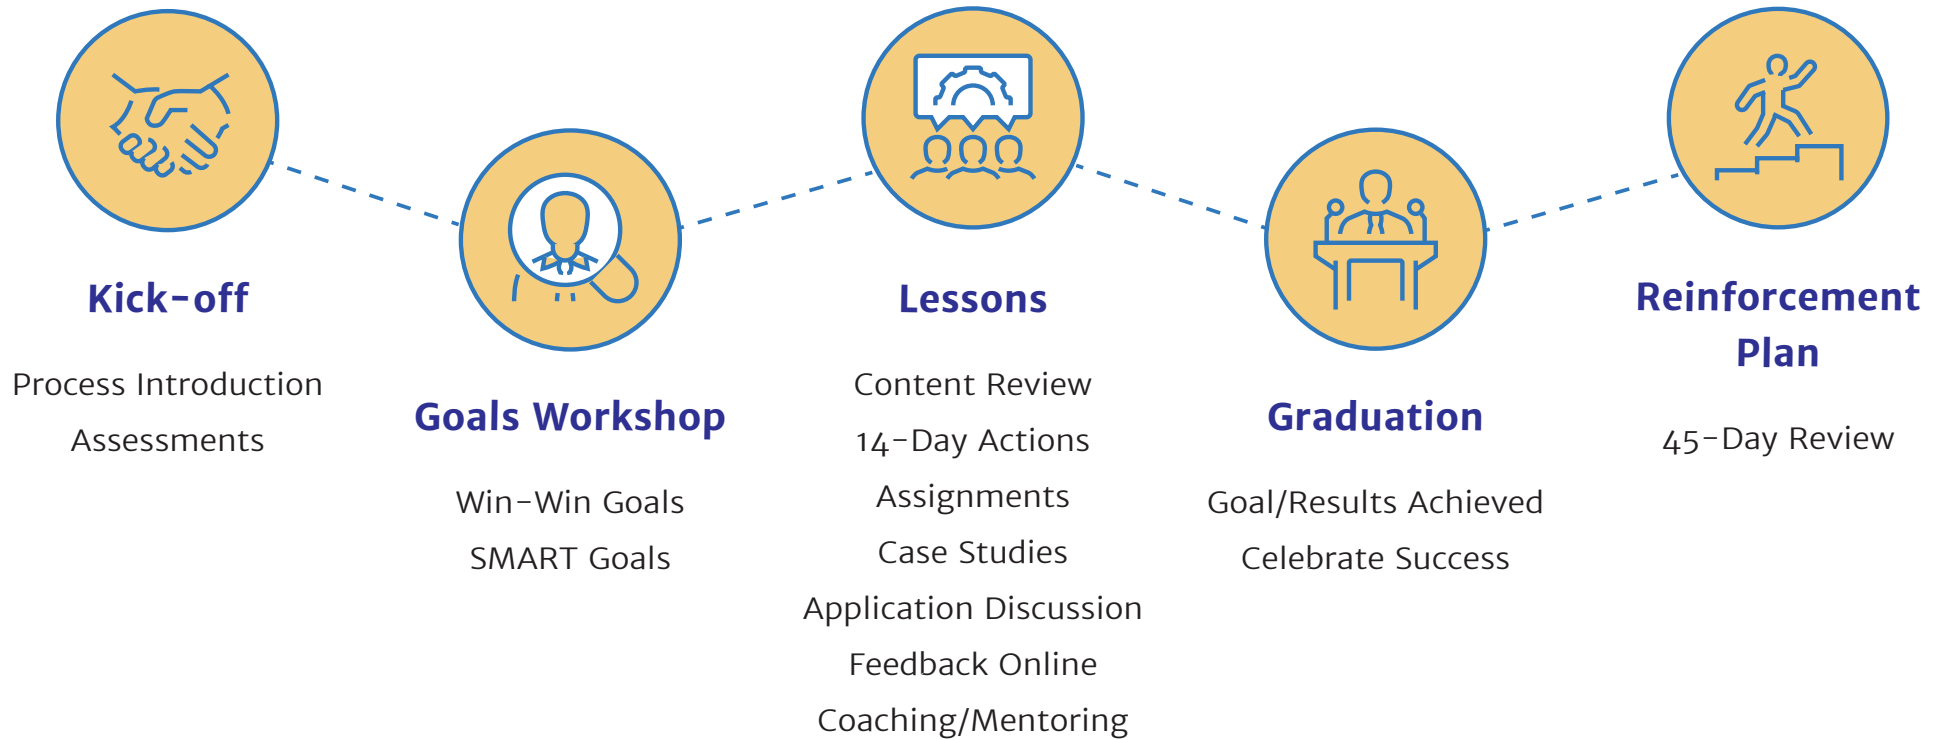 Kick-off
Process Introduction
Assessments
Goals Workshop
Win-Win Goals
SMART Goals
Lessons
Content Review
14-Day Actions
Assignments
Case Studies
Application Discussion
Feedback Online
Coaching/Mentoring
Graduation
Goal/Results Achieved
Celebrate Success
Reinforcement
Plan
45-Day Review